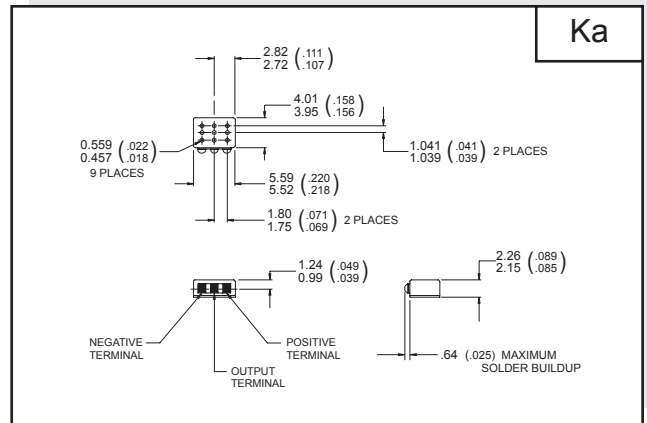 Ka
2.82 (.111
2.72 .107)
4.01 (.158
3.95 .156)
0.559 (.022
0.457 .018)
9 PLACES
1.041 (.041
1.039 .039) 2 PLACES
5.59 (.220
5.52 .218)
1.80 (.071
1.75 .069) 2 PLACES
1.24 (.049
0.99 .039)
2.26 (.089
2.15 .085)
NEGATIVE
TERMINAL
POSITIVE
TERMINAL
OUTPUT
TERMINAL
.64 (.025) MAXIMUM
SOLDER BUILDUP